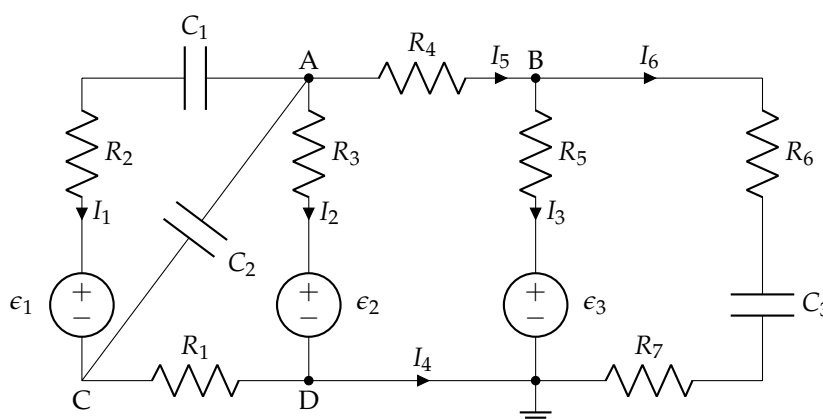 C₁
A
R₄
I₅
B
I₆
R₂
R₃
R₅
R₆
I₁
I₂
I₃
C₂
ϵ₁
+
−
ϵ₂
+
−
ϵ₃
+
−
C₃
R₁
I₄
R₇
C
D